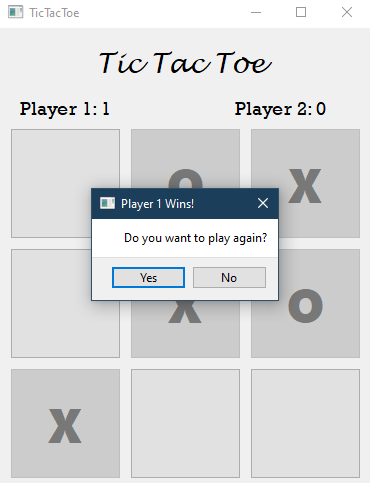 TicTacToe
Tic Tac Toe
Player 1: 1 Player 2: 0
O X
Player 1 Wins!
Do you want to play again?
Yes No
X O
X